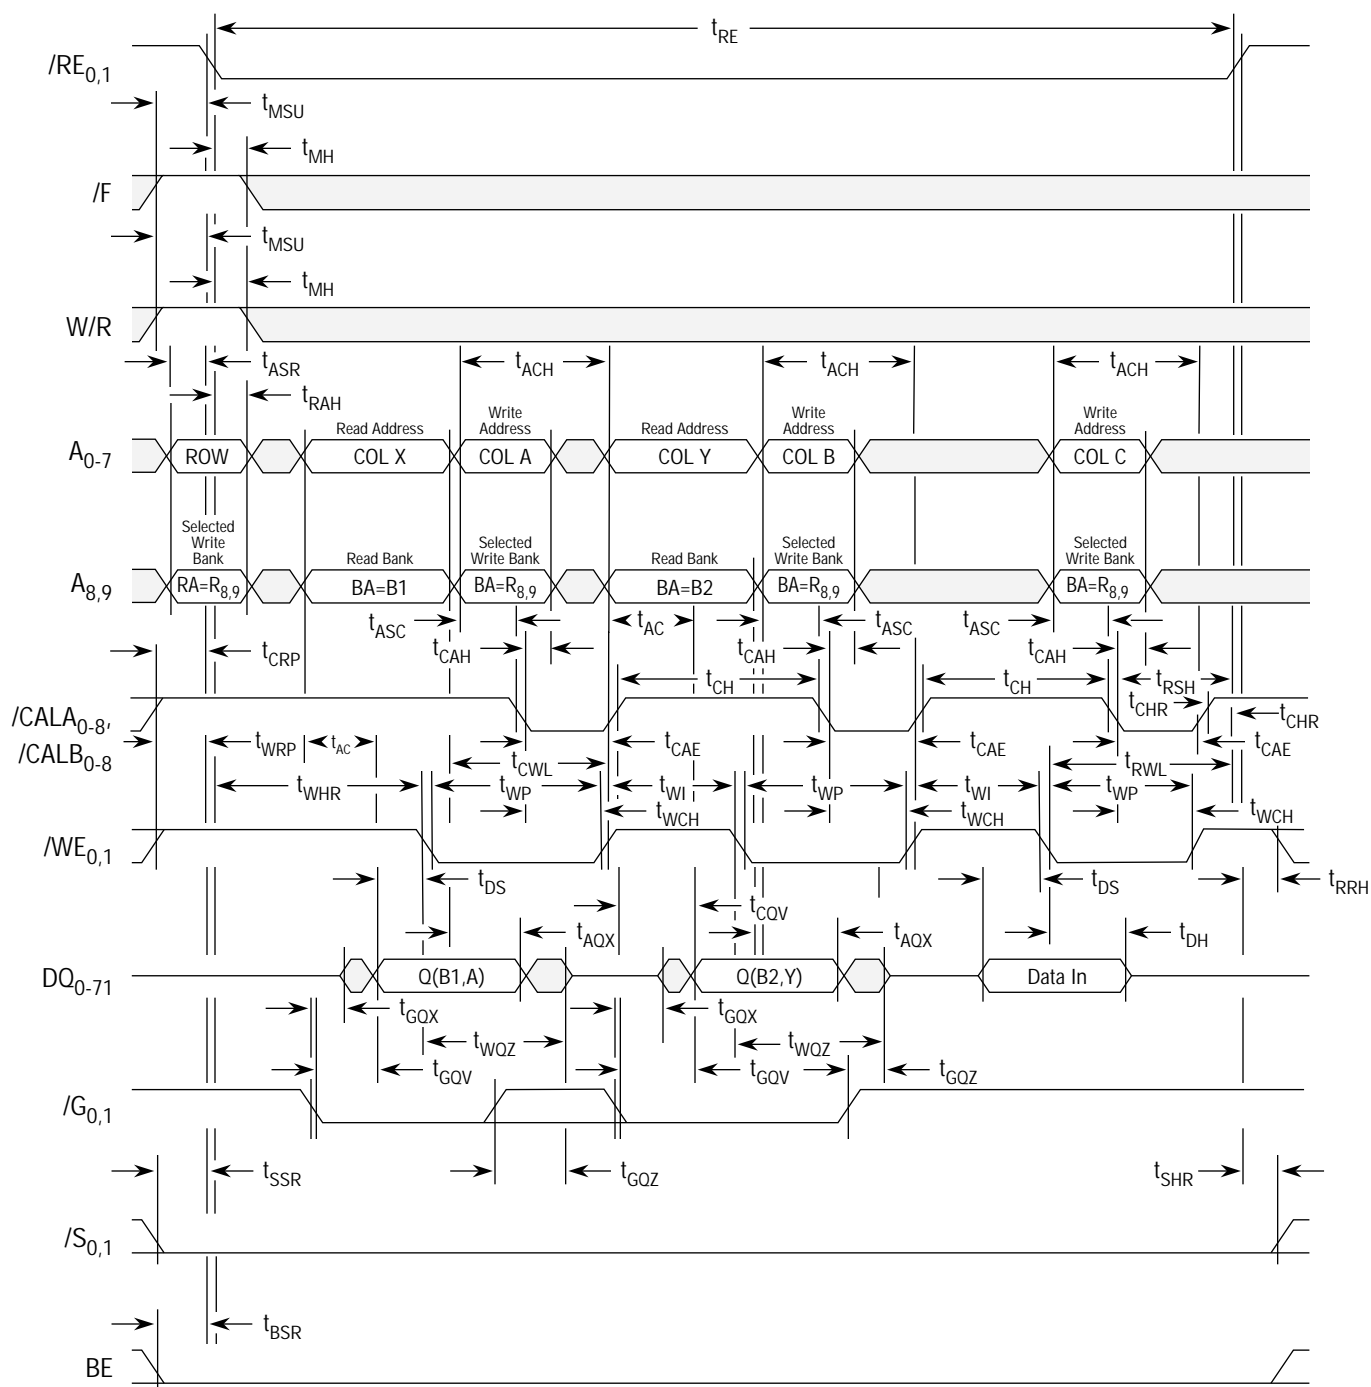 tRE
/RE0,1
tMSU
tMH
/F
tMSU
tMH
W/R
tASR tACH tACH tACH
tRAH
Read Address Write Address Read Address Write Address Write Address
A0-7 ROW COL X COL A COL Y COL B COL C
Selected Write Bank Read Bank Selected Write Bank Read Bank Selected Write Bank Selected Write Bank
A8,9 RA=R8,9 BA=B1 BA=R8,9 BA=B2 BA=R8,9 BA=R8,9
tASC tAC tASC tASC
tCRP tCAH tCAH tCAH
tCH tCH tRSH
/CALA0-8, tCHR
tCHR
/CALB0-8 tWRP tAC tCAE tCAE tCAE
tCWL tRWL
tWHR tWP tWI tWP tWI tWP
tWCH tWCH tWCH
/WE0,1
tDS tDS tRRH
tCQV
tAQX tAQX tDH
DQ0-71 Q(B1,A) Q(B2,Y) Data In
tGQX tGQX
tWQZ tWQZ
tGQV tGQV tGQZ
/G0,1
tSSR tGQZ tSHR
/S0,1
tBSR
BE